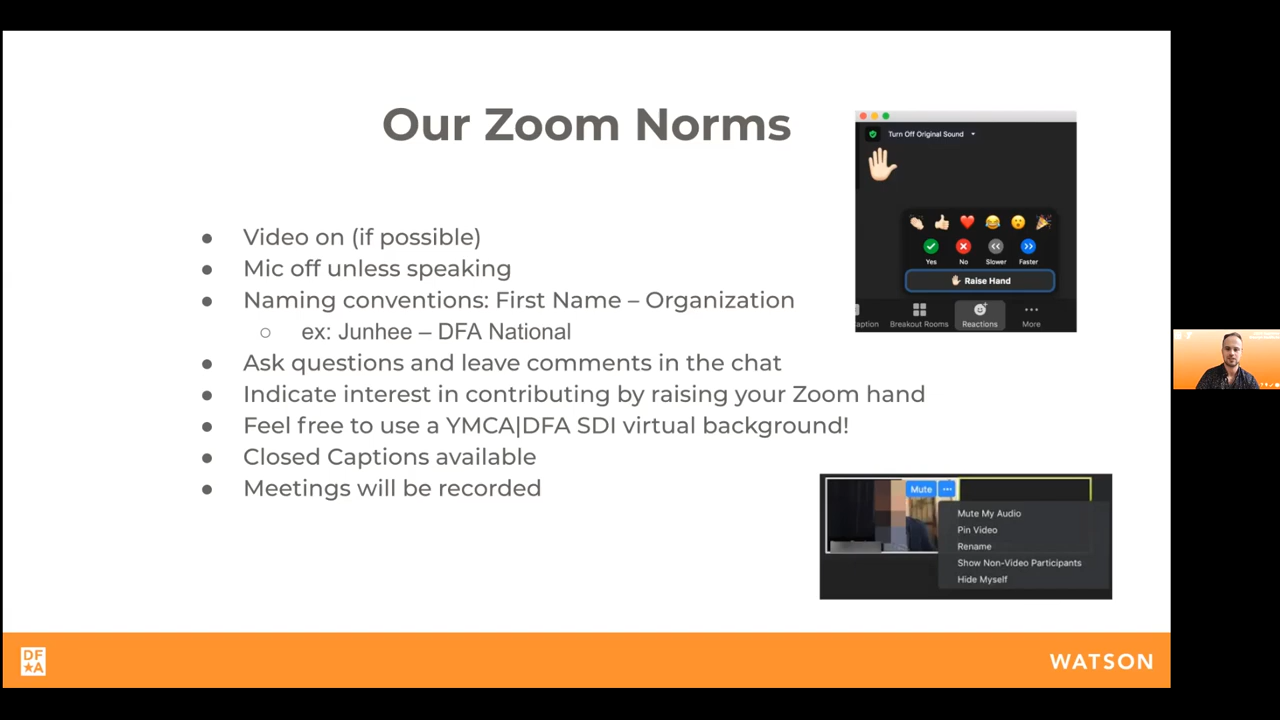 Our Zoom Norms
Turn Off Original Sound
Yes No Slower Faster
Raise Hand
aption Breakout Rooms Reactions More
● Video on (if possible)
● Mic off unless speaking
● Naming conventions: First Name – Organization
○ ex: Junhee – DFA National
● Ask questions and leave comments in the chat
● Indicate interest in contributing by raising your Zoom hand
● Feel free to use a YMCA|DFA SDI virtual background!
● Closed Captions available
● Meetings will be recorded
Mute
Mute My Audio
Pin Video
Rename
Show Non-Video Participants
Hide Myself
DF
★A
WATSON